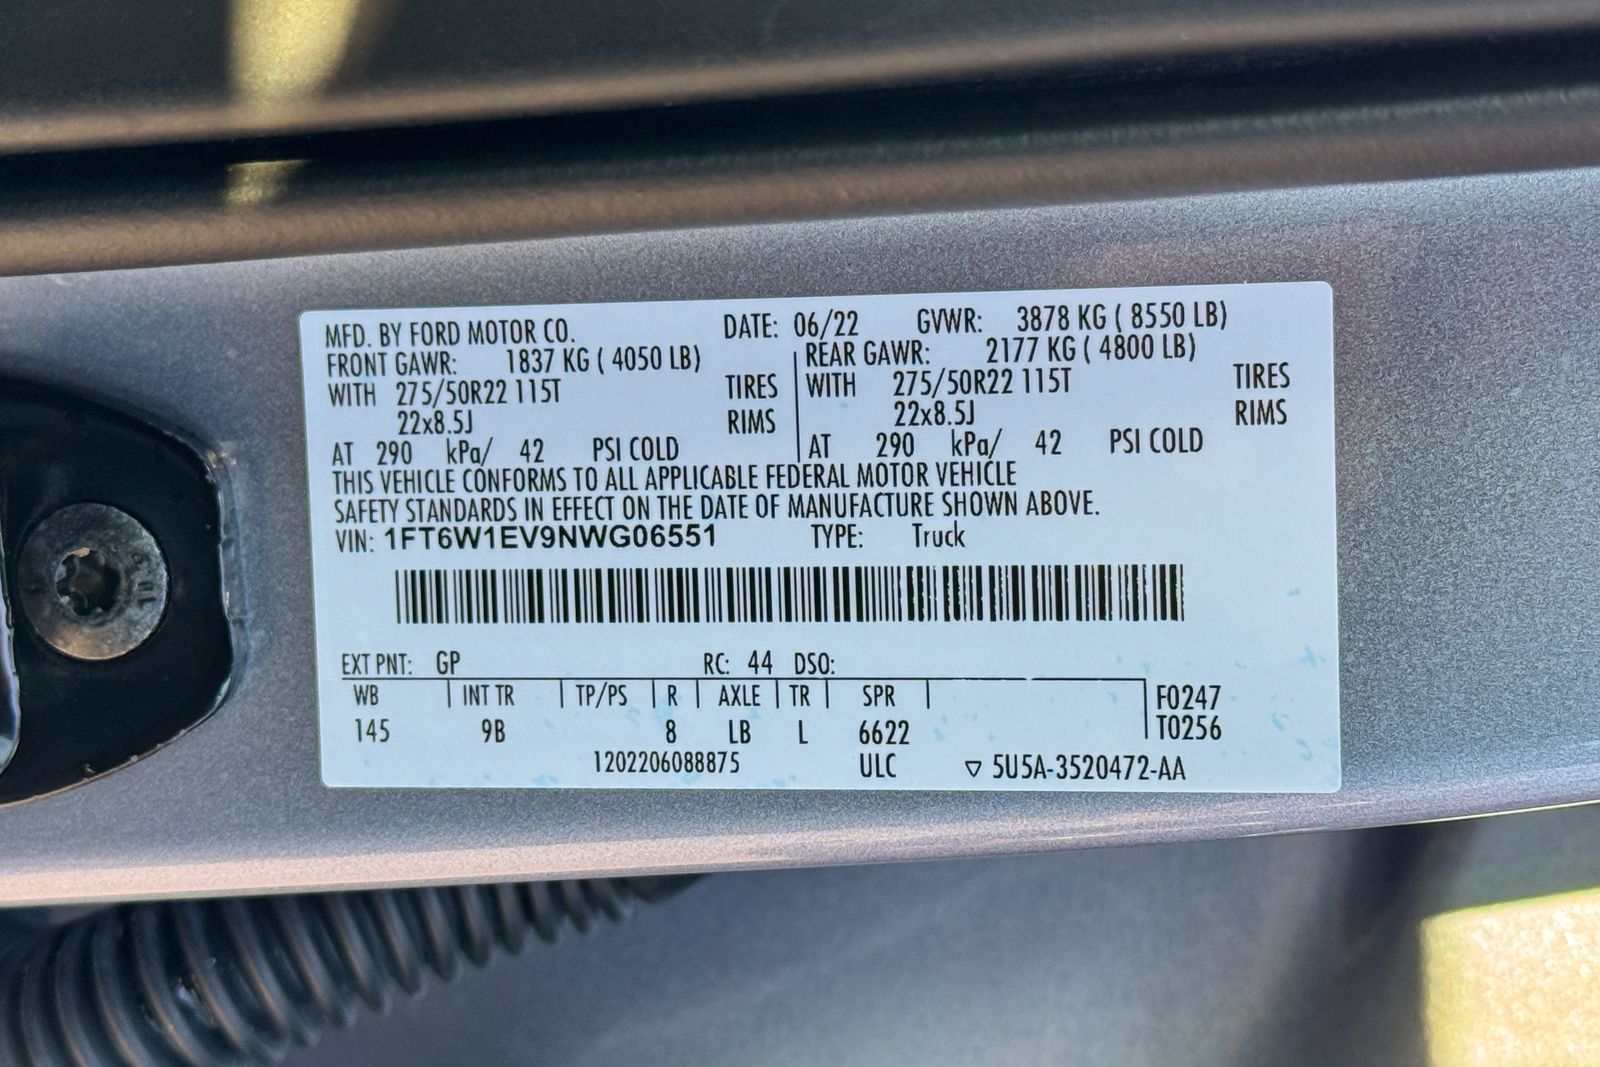 MFD. BY FORD MOTOR CO. DATE: 06/22 GVWR: 3878 KG ( 8550 LB)
FRONT GAWR: 1837 KG ( 4050 LB) REAR GAWR: 2177 KG ( 4800 LB)
WITH 275/50R22 115T TIRES WITH 275/50R22 115T TIRES
22x8.5J RIMS 22x8.5J RIMS
AT 290 kPa/ 42 PSI COLD AT 290 kPa/ 42 PSI COLD
THIS VEHICLE CONFORMS TO ALL APPLICABLE FEDERAL MOTOR VEHICLE
SAFETY STANDARDS IN EFFECT ON THE DATE OF MANUFACTURE SHOWN ABOVE.
VIN: 1FT6W1EV9NWG06551 TYPE: Truck
EXT PNT: GP RC: 44 DSO:
WB INT TR TP/PS R AXLE TR SPR F0247
145 9B 8 LB L 6622 T0256
1202206088875 ULC ▽ 5U5A-3520472-AA